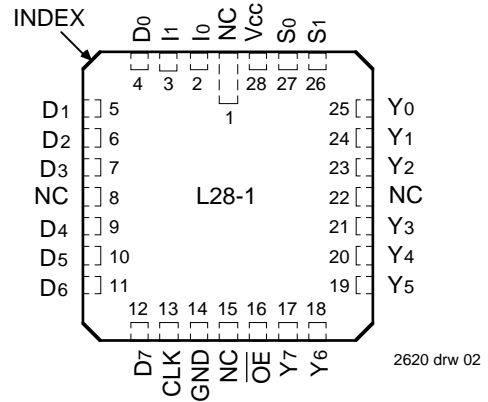 INDEX
D0 I1 I0 NC Vcc S0 S1
4 3 2 28 27 26
1
D1 5 25 Y0
D2 6 24 Y1
D3 7 23 Y2
NC 8 L28-1 22 NC
D4 9 21 Y3
D5 10 20 Y4
D6 11 19 Y5
12 13 14 15 16 17 18
D7 CLK GND NC O̅E̅ Y7 Y6
2620 drw 02